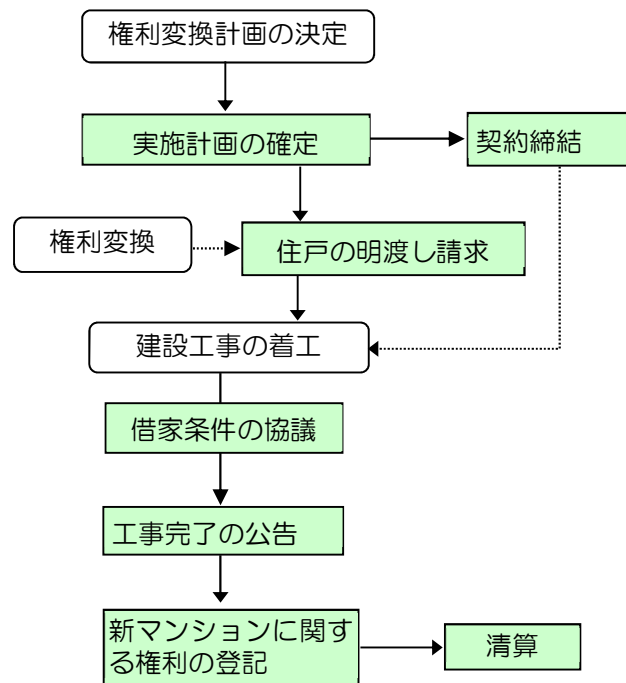 権利変換計画の決定
実施計画の確定
契約締結
権利変換
住戸の明渡し請求
建設工事の着工
借家条件の協議
工事完了の公告
新マンションに関す
る権利の登記
清算